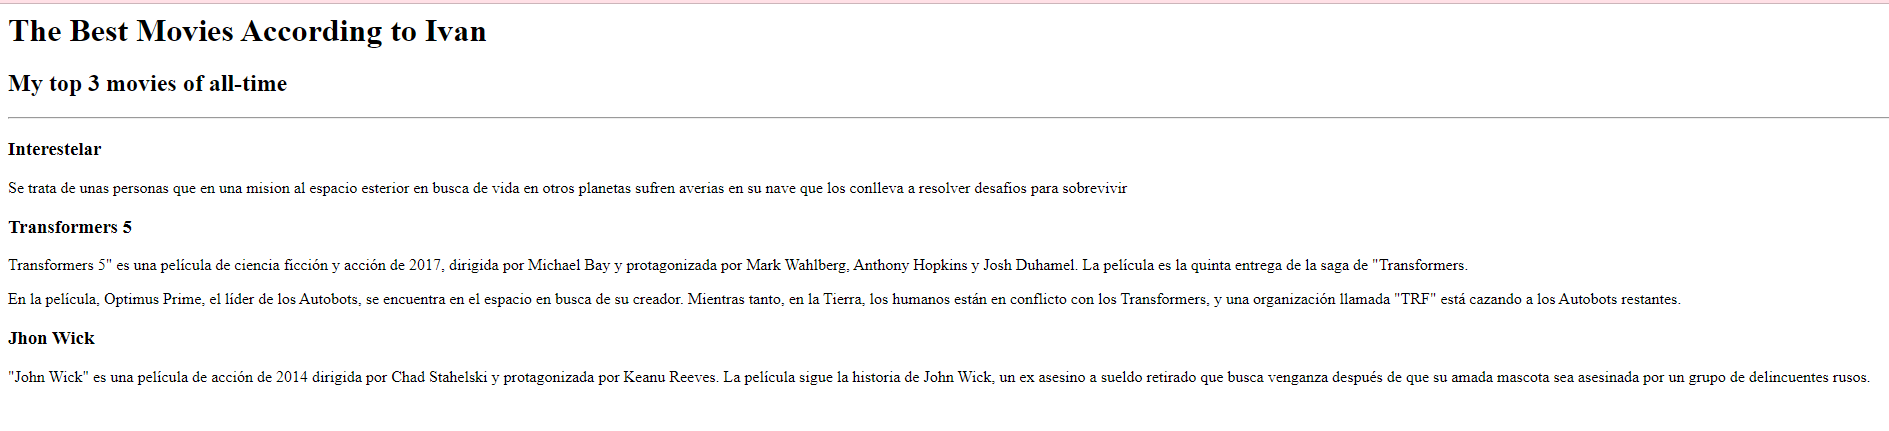 The Best Movies According to Ivan
My top 3 movies of all-time
Interestelar
Se trata de unas personas que en una mision al espacio esterior en busca de vida en otros planetas sufren averias en su nave que los conlleva a resolver desafios para sobrevivir
Transformers 5
Transformers 5" es una película de ciencia ficción y acción de 2017, dirigida por Michael Bay y protagonizada por Mark Wahlberg, Anthony Hopkins y Josh Duhamel. La película es la quinta entrega de la saga de "Transformers.
En la película, Optimus Prime, el líder de los Autobots, se encuentra en el espacio en busca de su creador. Mientras tanto, en la Tierra, los humanos están en conflicto con los Transformers, y una organización llamada "TRF" está cazando a los Autobots restantes.
Jhon Wick
"John Wick" es una película de acción de 2014 dirigida por Chad Stahelski y protagonizada por Keanu Reeves. La película sigue la historia de John Wick, un ex asesino a sueldo retirado que busca venganza después de que su amada mascota sea asesinada por un grupo de delincuentes rusos.